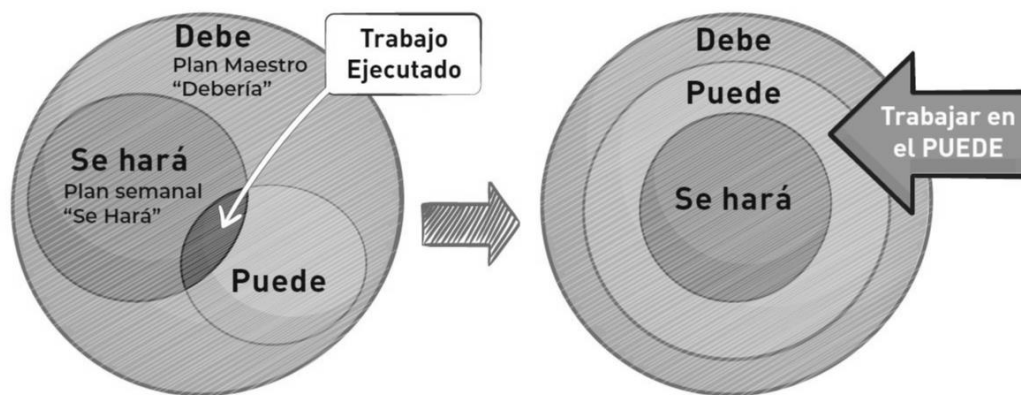 Debe
Plan Maestro
“Debería”
Trabajo
Ejecutado
Se hará
Plan semanal
“Se Hará”
Puede
Debe
Puede
Se hará
Trabajar en
el PUEDE